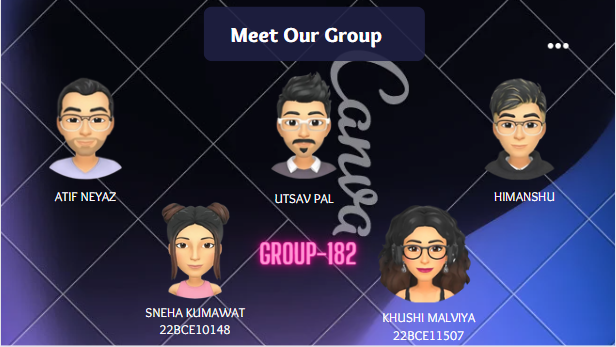 Meet Our Group
Canva
ATIF NEYAZ
UTSAV PAL
HIMANSHU
GROUP-182
SNEHA KUMAWAT
22BCE10148
KHUSHI MALVIYA
22BCE11507